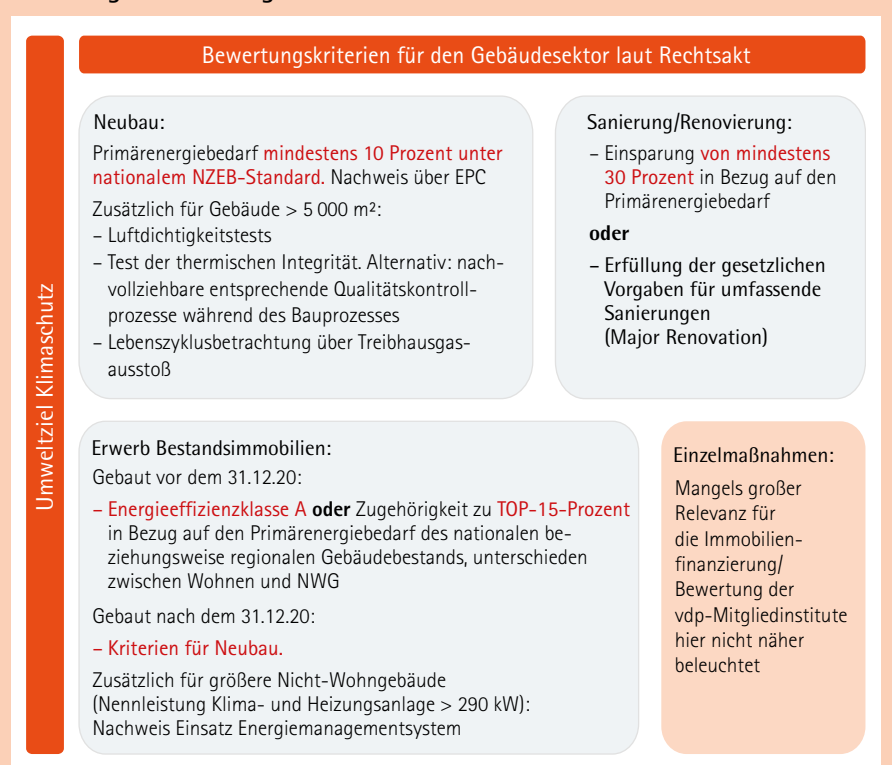 Bewertungskriterien für den Gebäudesektor laut Rechtsakt
Umweltziel Klimaschutz
Neubau:
Primärenergiebedarf mindestens 10 Prozent unter
nationalem NZEB-Standard. Nachweis über EPC
Zusätzlich für Gebäude > 5 000 m²:
– Luftdichtigkeitstests
– Test der thermischen Integrität. Alternativ: nach-
vollziehbare entsprechende Qualitätskontroll-
prozesse während des Bauprozesses
– Lebenszyklusbetrachtung über Treibhausgas-
ausstoß
Sanierung/Renovierung:
– Einsparung von mindestens
30 Prozent in Bezug auf den
Primärenergiebedarf
oder
– Erfüllung der gesetzlichen
Vorgaben für umfassende
Sanierungen
(Major Renovation)
Erwerb Bestandsimmobilien:
Gebaut vor dem 31.12.20:
– Energieeffizienzklasse A oder Zugehörigkeit zu TOP-15-Prozent
in Bezug auf den Primärenergiebedarf des nationalen be-
ziehungsweise regionalen Gebäudebestands, unterschieden
zwischen Wohnen und NWG
Gebaut nach dem 31.12.20:
– Kriterien für Neubau.
Zusätzlich für größere Nicht-Wohngebäude
(Nennleistung Klima- und Heizungsanlage > 290 kW):
Nachweis Einsatz Energiemanagementsystem
Einzelmaßnahmen:
Mangels großer
Relevanz für
die Immobilien-
finanzierung/
Bewertung der
vdp-Mitgliedinstitute
hier nicht näher
beleuchtet